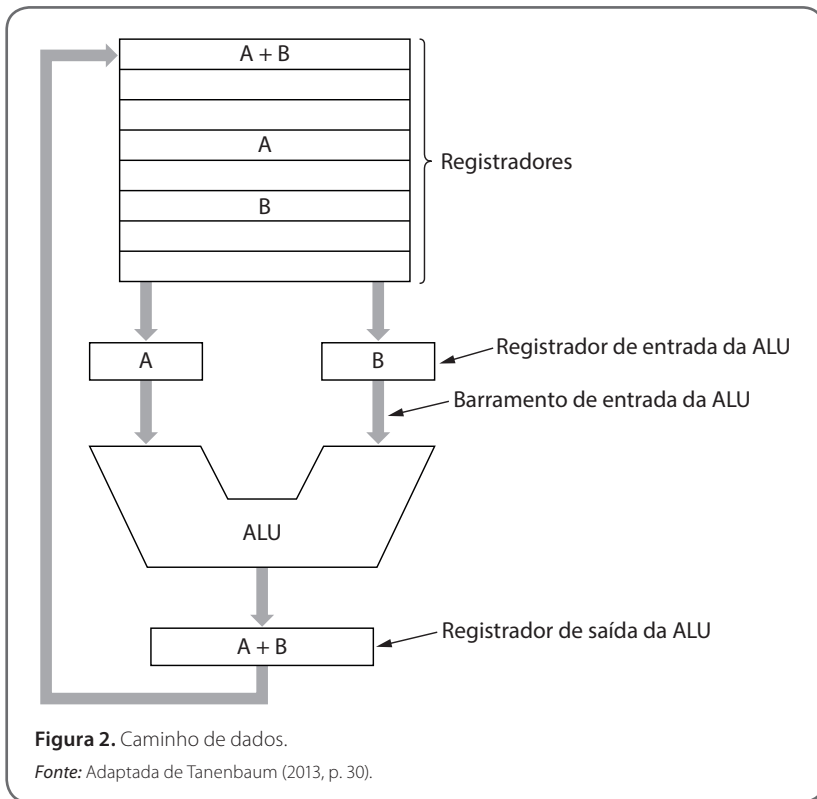 A + B
A
Registradores
B
A
B
Registrador de entrada da ALU
Barramento de entrada da ALU
ALU
A + B
Registrador de saída da ALU
Figura 2. Caminho de dados.
Fonte: Adaptada de Tanenbaum (2013, p. 30).